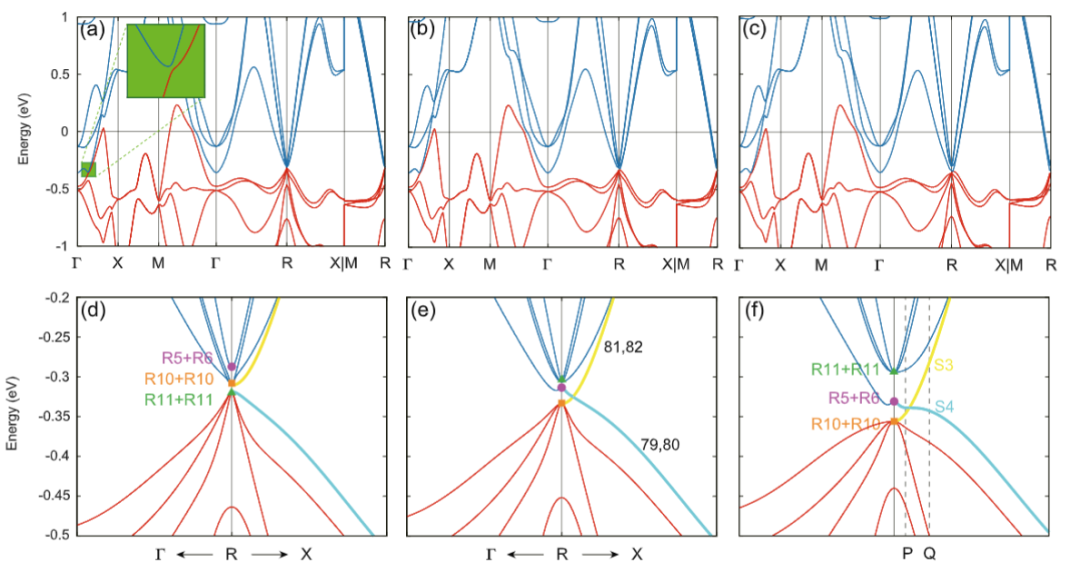 (a) (b) (c)
1
0.5
0
-0.5
-1
Energy (eV)
Γ X M Γ R X|M R
Γ X M Γ R X|M R
Γ X M Γ R X|M R
(d) (e) (f)
-0.2
-0.3
-0.35
-0.4
-0.45
-0.5
Energy (eV)
R5+R6
R10+R10
R11+R11
81,82
79,80
R11+R11
R5+R6
R10+R10
S3
S4
Γ R X
Γ R X
P Q